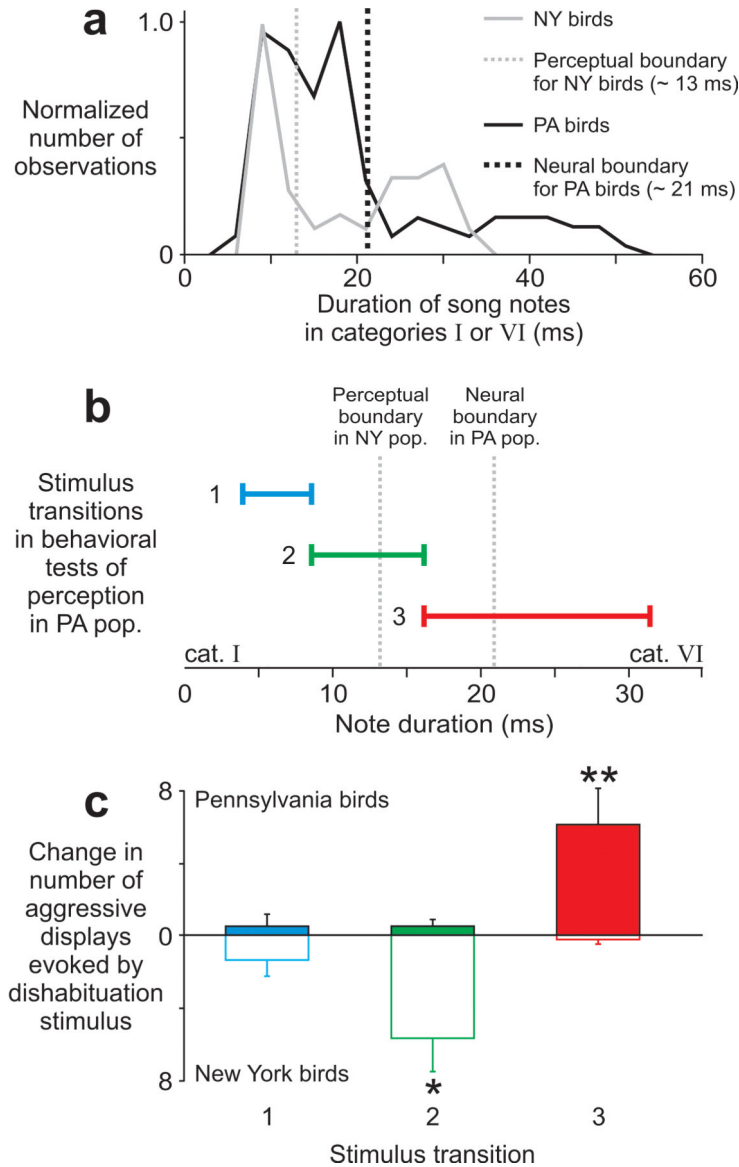 a
1.0
0
Normalized
number of
observations
NY birds
Perceptual boundary
for NY birds (~ 13 ms)
PA birds
Neural boundary
for PA birds (~ 21 ms)
0 20 40 60
Duration of song notes
in categories I or VI (ms)
b
Perceptual
boundary
in NY pop.
Neural
boundary
in PA pop.
Stimulus
transitions
in behavioral
tests of
perception
in PA pop.
1
2
3
cat. I cat. VI
0 10 20 30
Note duration (ms)
c
8
Pennsylvania birds
**
Change in
number of
aggressive
displays
evoked by
dishabituation
stimulus
0
8
New York birds
*
1 2 3
Stimulus transition